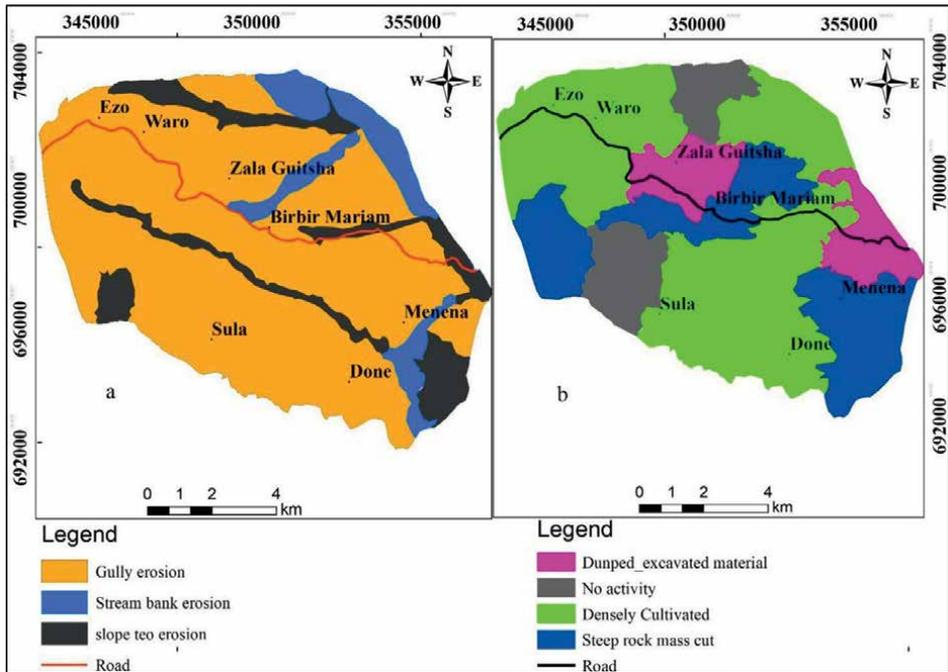 345000 350000 355000
704000
700000
696000
692000
N
W E
S
Ezo
Waro
Zala Guitsha
Birbir Mariam
Menena
Sula
Done
a
0 1 2 4
km
Legend
Gully erosion
Stream bank erosion
slope teo erosion
Road
345000 350000 355000
704000
700000
696000
692000
N
W E
S
Ezo
Waro
Zala Guitsha
Birbir Mariam
Menena
Sula
Done
b
0 1 2 4
km
Legend
Dunped_excavated material
No activity
Densely Cultivated
Steep rock mass cut
Road